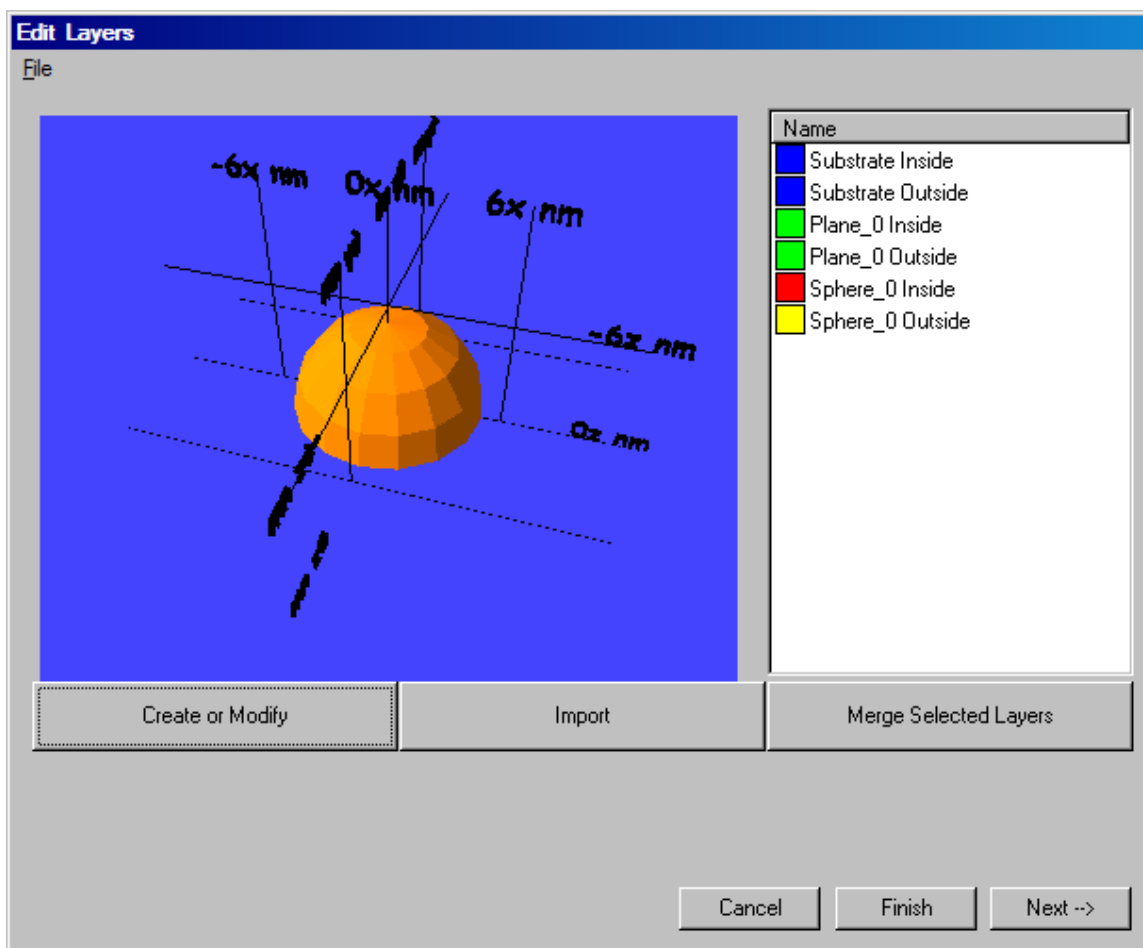 Edit Layers
File
-6x nm
0x nm
6x nm
-6z nm
0z nm
Name
Substrate Inside
Substrate Outside
Plane_0 Inside
Plane_0 Outside
Sphere_0 Inside
Sphere_0 Outside
Create or Modify
Import
Merge Selected Layers
Cancel
Finish
Next -->